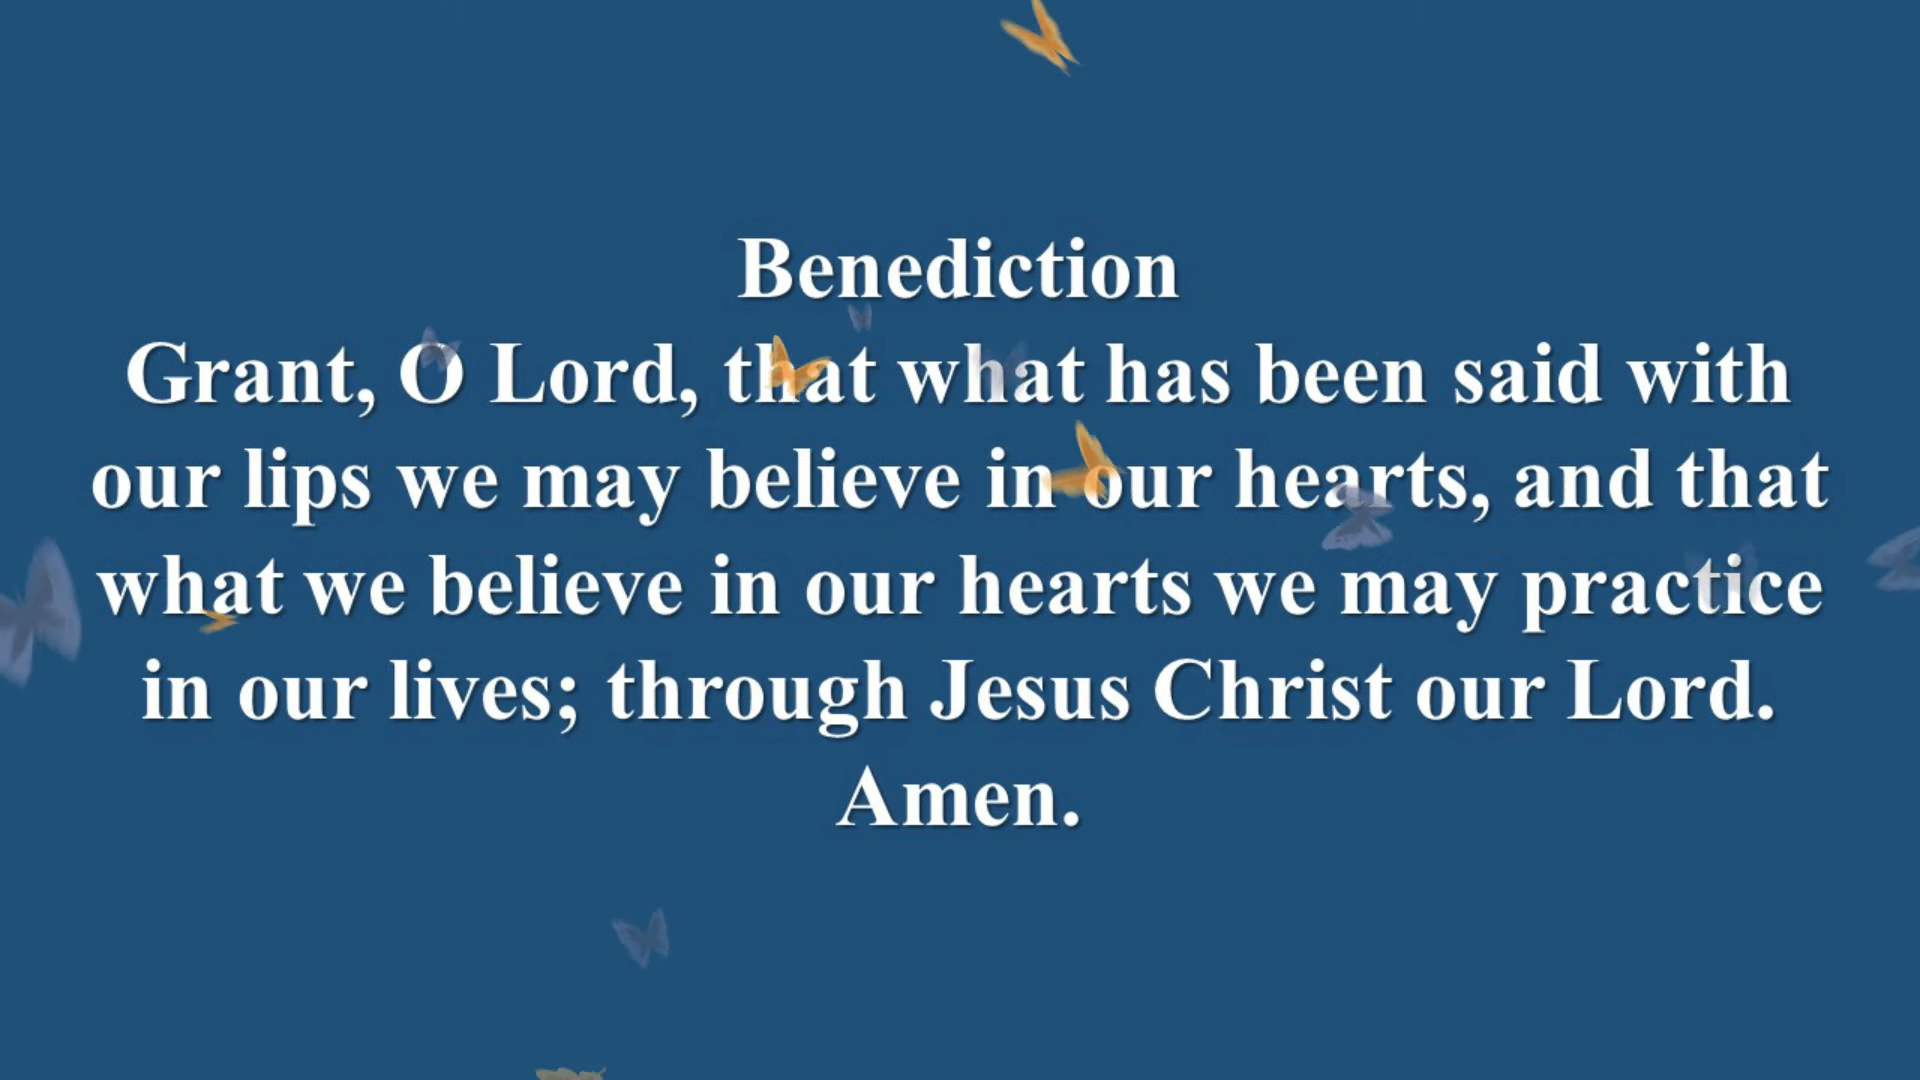 Benediction
Grant, O Lord, that what has been said with
our lips we may believe in our hearts, and that
what we believe in our hearts we may practice
in our lives; through Jesus Christ our Lord.
Amen.